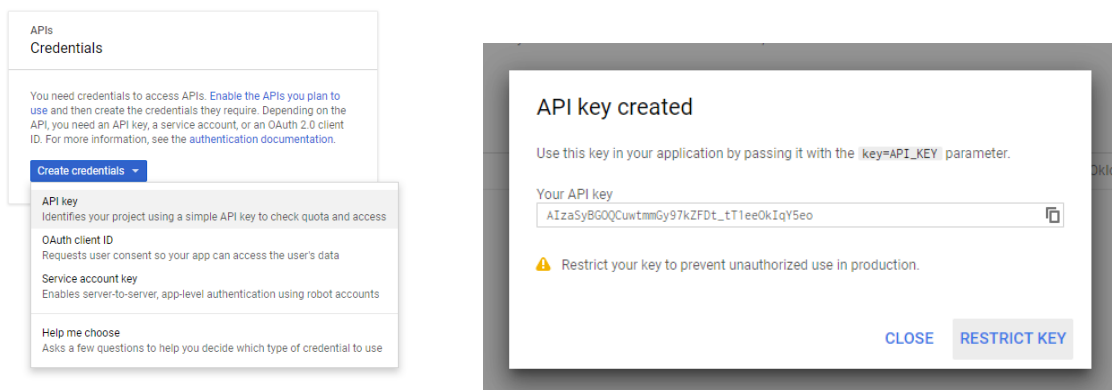 APIs
Credentials
You need credentials to access APIs. Enable the APIs you plan to
use and then create the credentials they require. Depending on the
API, you need an API key, a service account, or an OAuth 2.0 client
ID. For more information, see the authentication documentation.
Create credentials
API key
Identifies your project using a simple API key to check quota and access
OAuth client ID
Requests user consent so your app can access the user's data
Service account key
Enables server-to-server, app-level authentication using robot accounts
Help me choose
Asks a few questions to help you decide which type of credential to use
API key created
Use this key in your application by passing it with the key=API_KEY parameter.
Your API key
AIzaSyBGOQCuwtmmGy97kZFDt_tT1eeOkIqY5eo
Restrict your key to prevent unauthorized use in production.
CLOSE
RESTRICT KEY